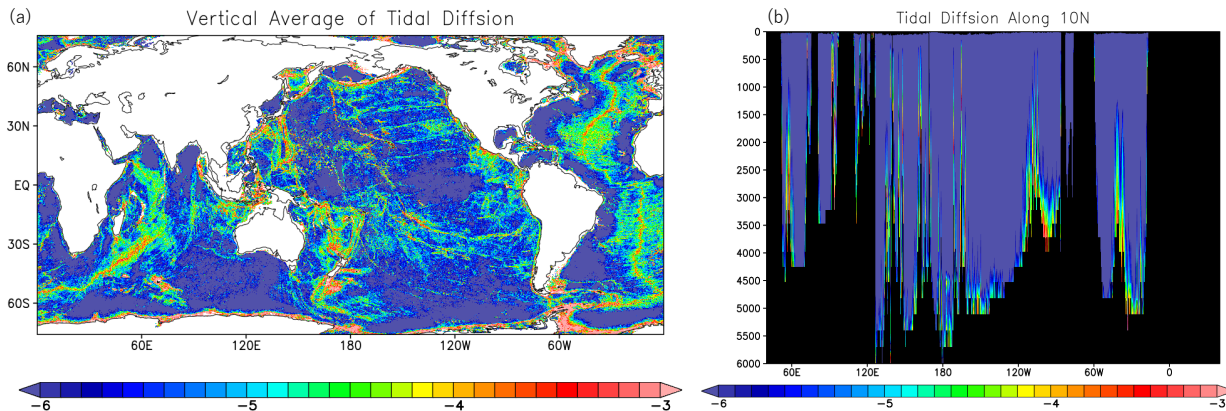 (a) Vertical Average of Tidal Diffsion
60N
30N
EQ
30S
60S
60E 120E 180 120W 60W
−6 −5 −4 −3
(b) Tidal Diffsion Along 10N
0
500
1000
1500
2000
2500
3000
3500
4000
4500
5000
5500
6000
60E 120E 180 120W 60W 0
−6 −5 −4 −3